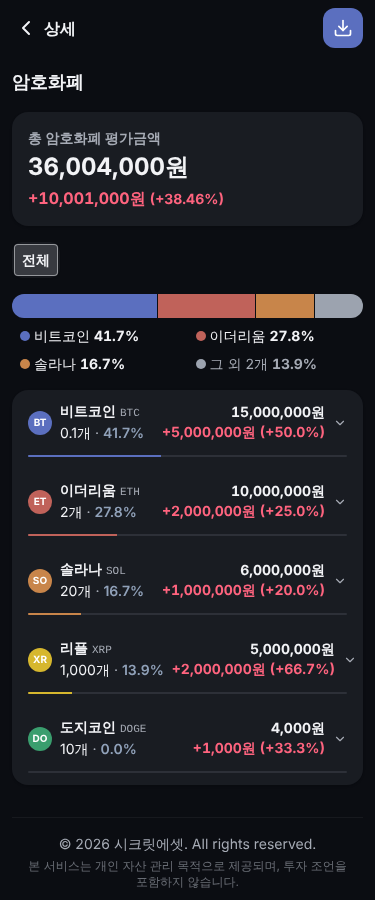 상세
암호화폐
총 암호화폐 평가금액
36,004,000원
+10,001,000원 (+38.46%)
전체
비트코인 41.7% 이더리움 27.8%
솔라나 16.7% 그 외 2개 13.9%
BT 비트코인 BTC 15,000,000원
0.1개 · 41.7% +5,000,000원 (+50.0%)
ET 이더리움 ETH 10,000,000원
2개 · 27.8% +2,000,000원 (+25.0%)
SO 솔라나 SOL 6,000,000원
20개 · 16.7% +1,000,000원 (+20.0%)
XR 리플 XRP 5,000,000원
1,000개 · 13.9% +2,000,000원 (+66.7%)
DO 도지코인 DOGE 4,000원
10개 · 0.0% +1,000원 (+33.3%)
© 2026 시크릿에셋. All rights reserved.
본 서비스는 개인 자산 관리 목적으로 제공되며, 투자 조언을
포함하지 않습니다.